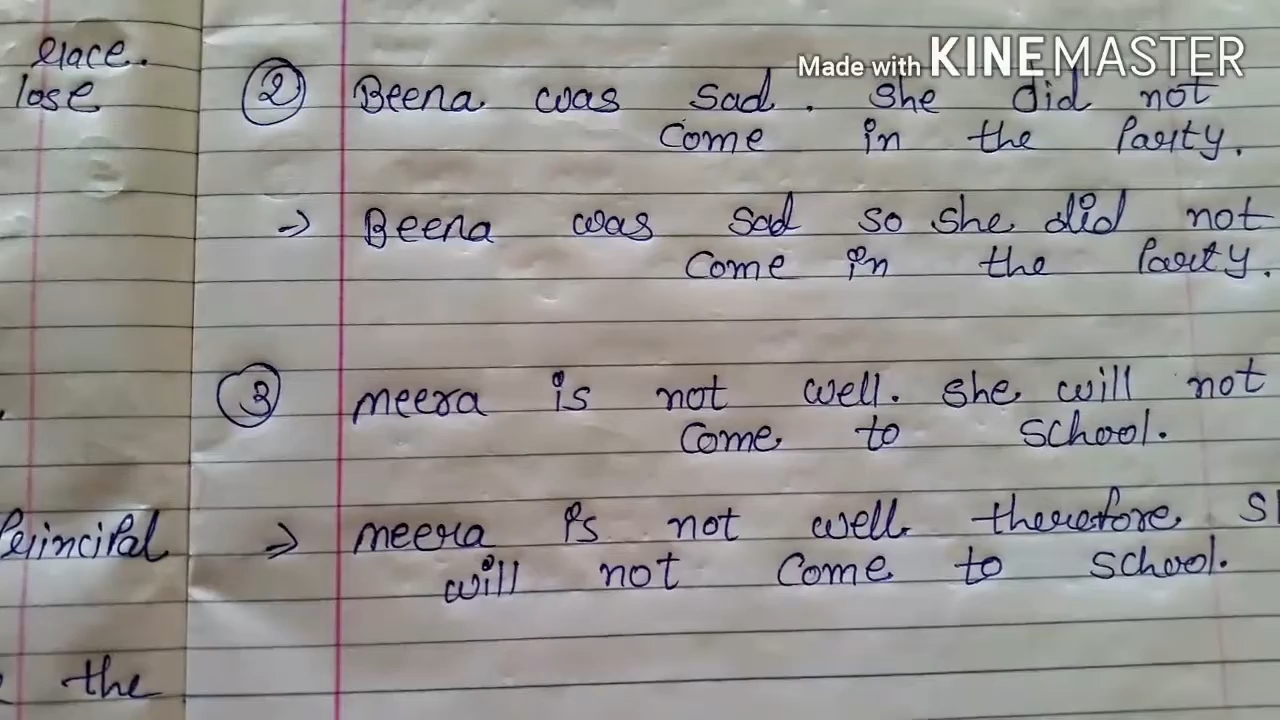 Made with KINEMASTER
place.
lose
② Beena was sad. She did not
come in the Party.
→ Beena was sad so she did not
come in the Party.
③ meera is not well. she will not
come to school.
Principal
→ meera is not well therefore s
will not come to school.
the